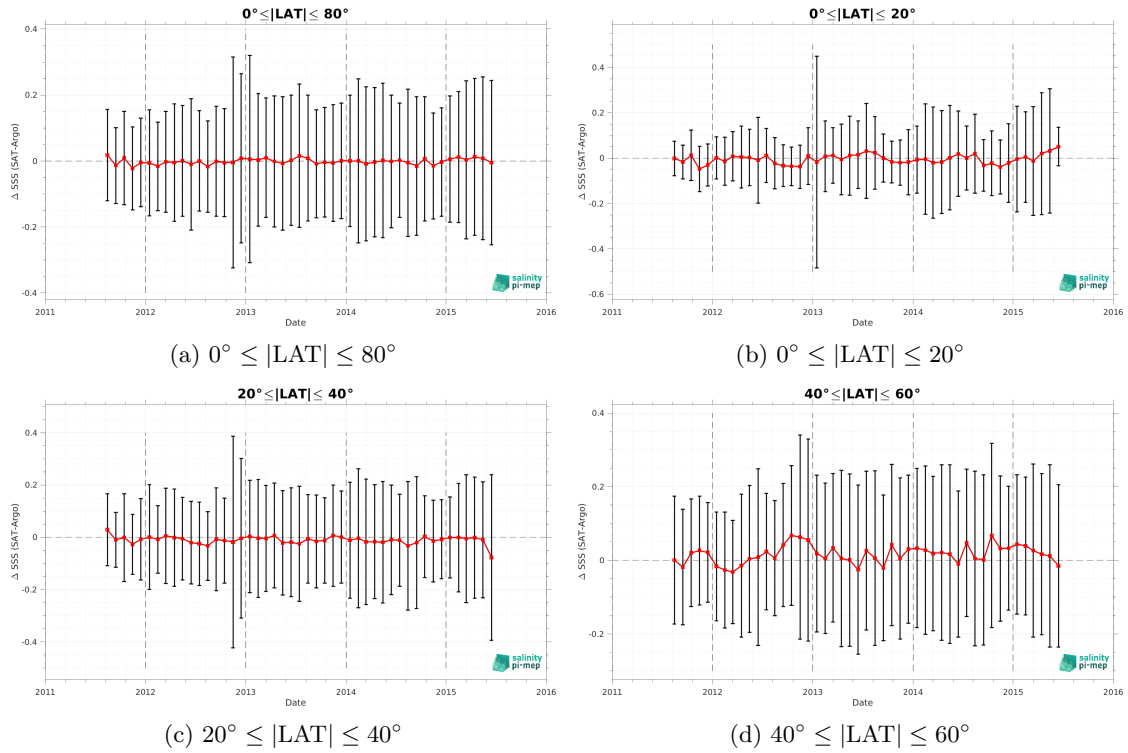 0°≤|LAT|≤ 80°
0.4
0.2
0
-0.2
-0.4
Δ SSS (SAT-Argo)
2011
2012
2013
2014
2015
2016
Date
salinity
pi-mep
(a) 0° ≤ |LAT| ≤ 80°
0°≤|LAT|≤ 20°
0.4
0.2
0
-0.2
-0.4
-0.6
Δ SSS (SAT-Argo)
2011
2012
2013
2014
2015
2016
Date
salinity
pi-mep
(b) 0° ≤ |LAT| ≤ 20°
20°≤|LAT|≤ 40°
0.4
0.2
0
-0.2
-0.4
Δ SSS (SAT-Argo)
2011
2012
2013
2014
2015
2016
Date
salinity
pi-mep
(c) 20° ≤ |LAT| ≤ 40°
40°≤|LAT|≤ 60°
0.4
0.2
0
-0.2
Δ SSS (SAT-Argo)
2011
2012
2013
2014
2015
2016
Date
salinity
pi-mep
(d) 40° ≤ |LAT| ≤ 60°